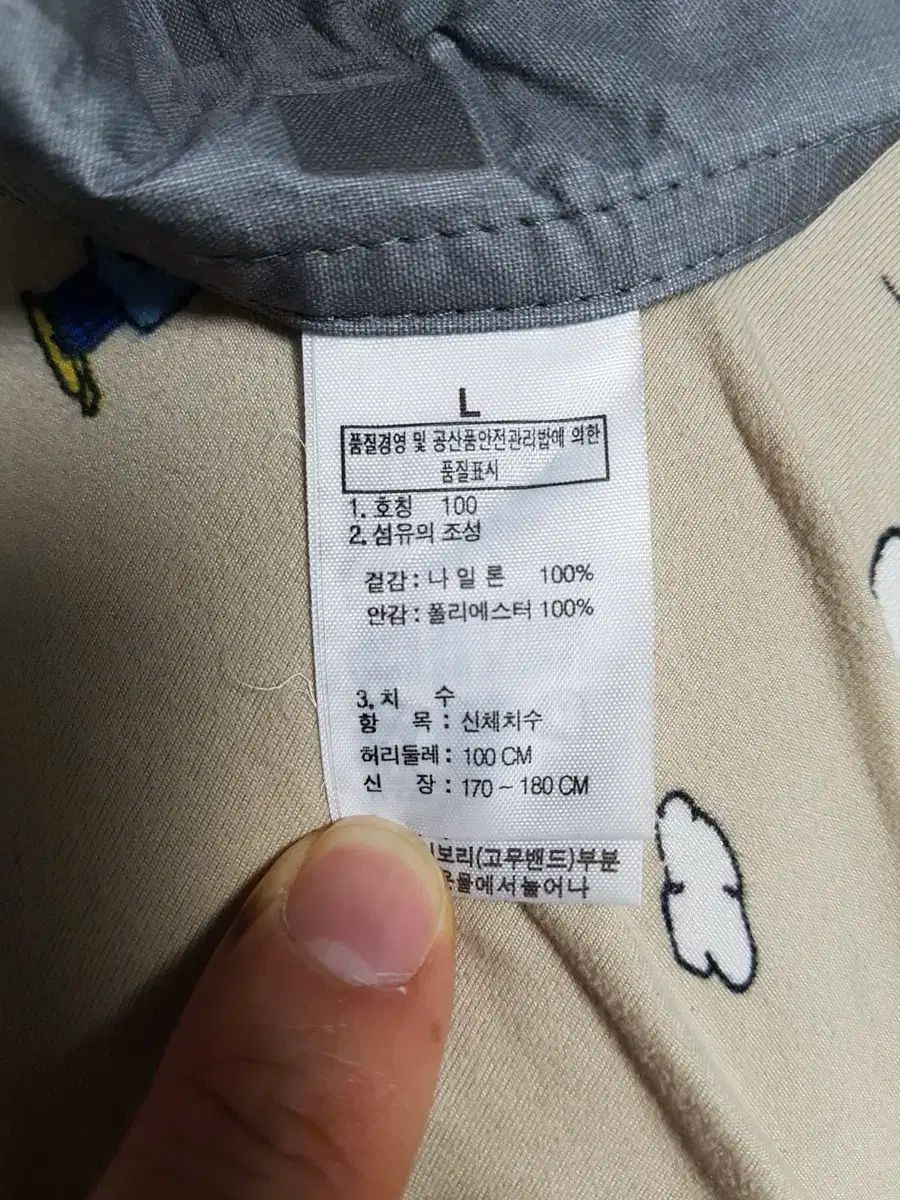 L
품질경영 및 공산품안전관리법에 의한
품질표시
1. 호칭 100
2. 섬유의 조성
겉감 : 나 일 론 100%
안감 : 폴리에스터 100%
3. 치 수
항 목 : 신체치수
허리둘레 : 100 CM
신 장 : 170 ~ 180 CM
보리(고무밴드)부분
물에서늘어나